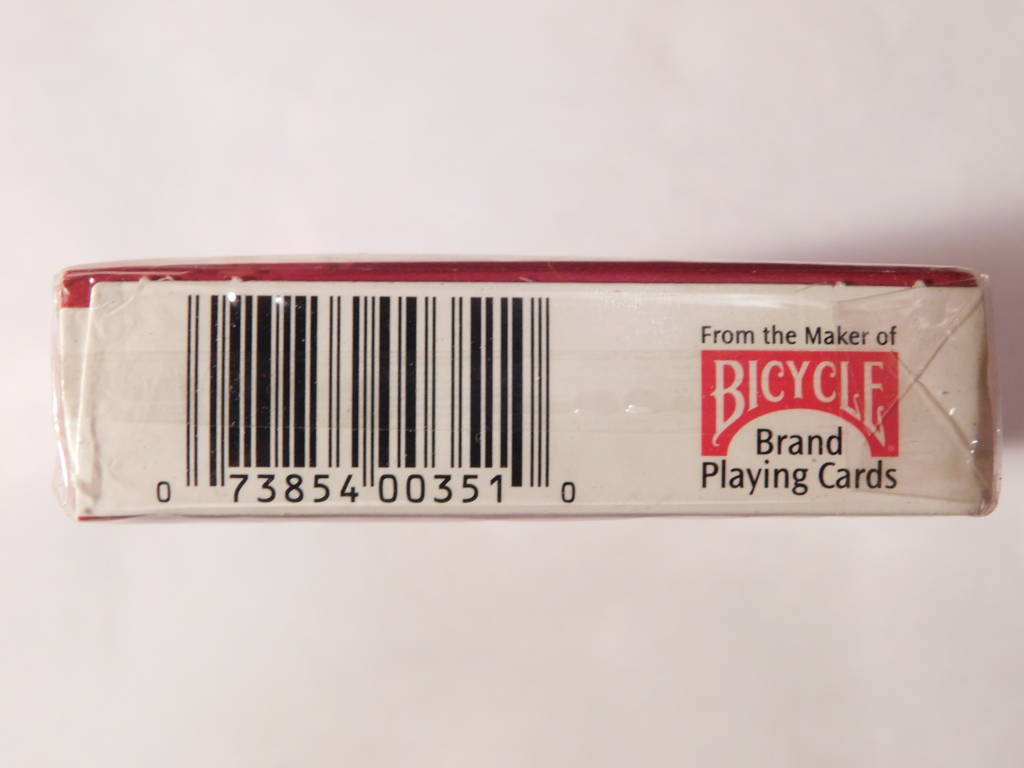 0 73854 00351 0
From the Maker of
BICYCLE
Brand
Playing Cards